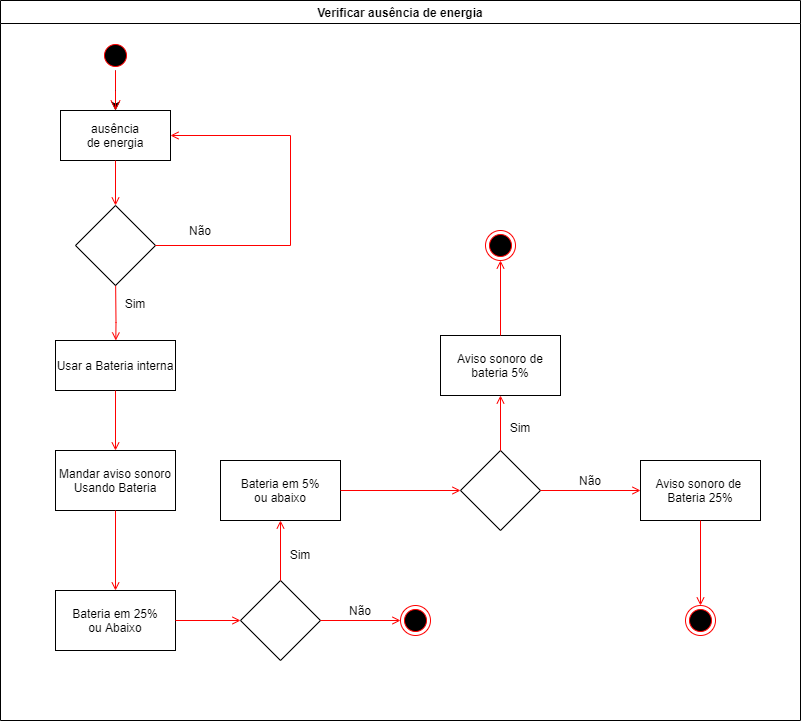 Verificar ausência de energia
ausência
de energia
Não
Sim
Usar a Bateria interna
Mandar aviso sonoro
Usando Bateria
Bateria em 25%
ou Abaixo
Não
Sim
Bateria em 5%
ou abaixo
Sim
Aviso sonoro de
bateria 5%
Não
Aviso sonoro de
Bateria 25%